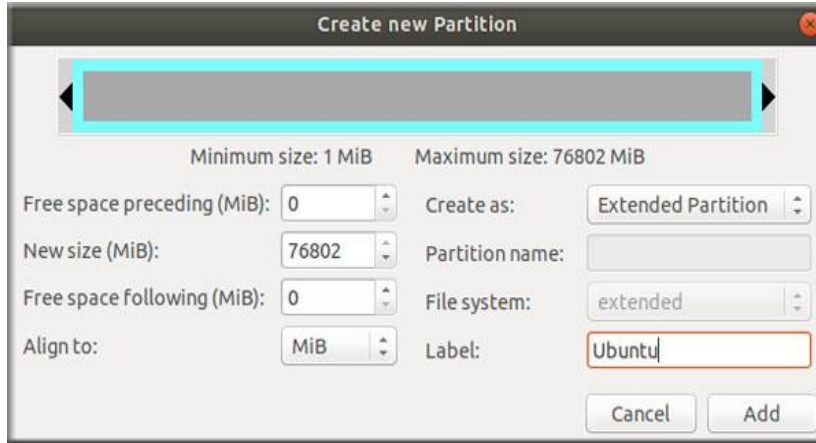 Create new Partition
Minimum size: 1 MiB Maximum size: 76802 MiB
Free space preceding (MiB): 0 Create as: Extended Partition
New size (MiB): 76802 Partition name:
Free space following (MiB): 0 File system: extended
Align to: MiB Label: Ubuntu
Cancel Add